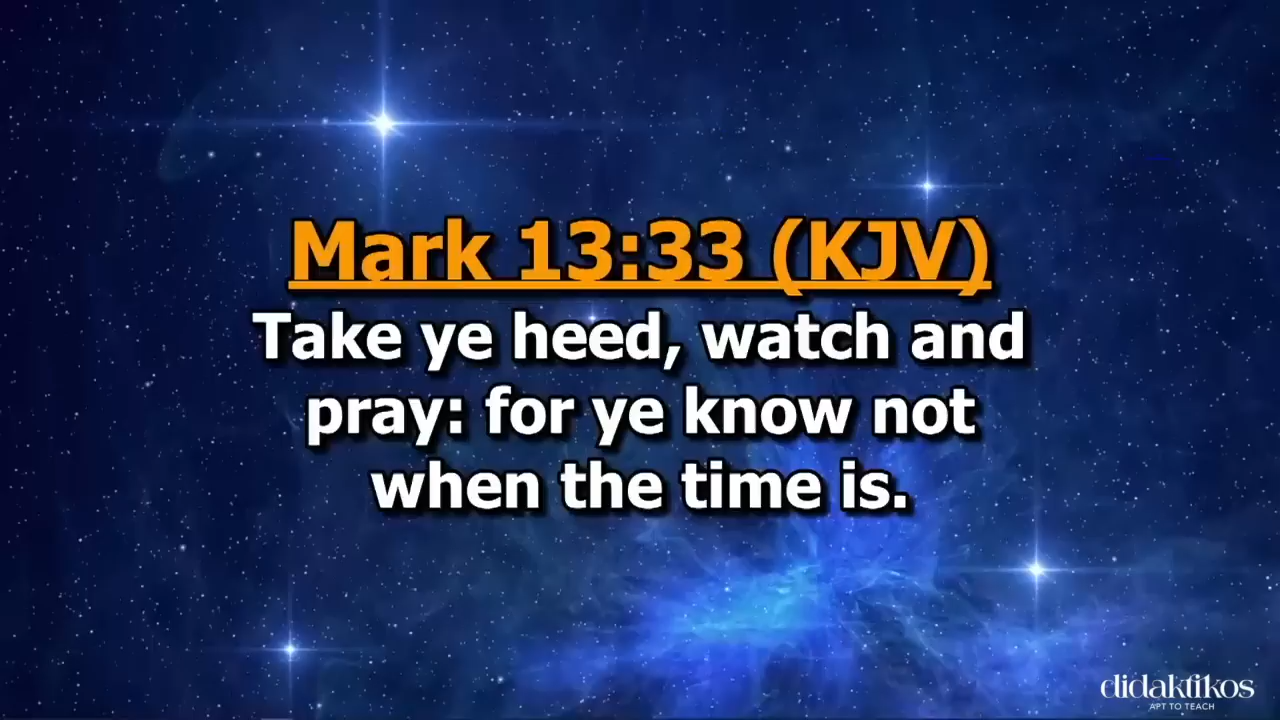 Mark 13:33 (KJV)
Take ye heed, watch and
pray: for ye know not
when the time is.
didaktikos
APT TO TEACH